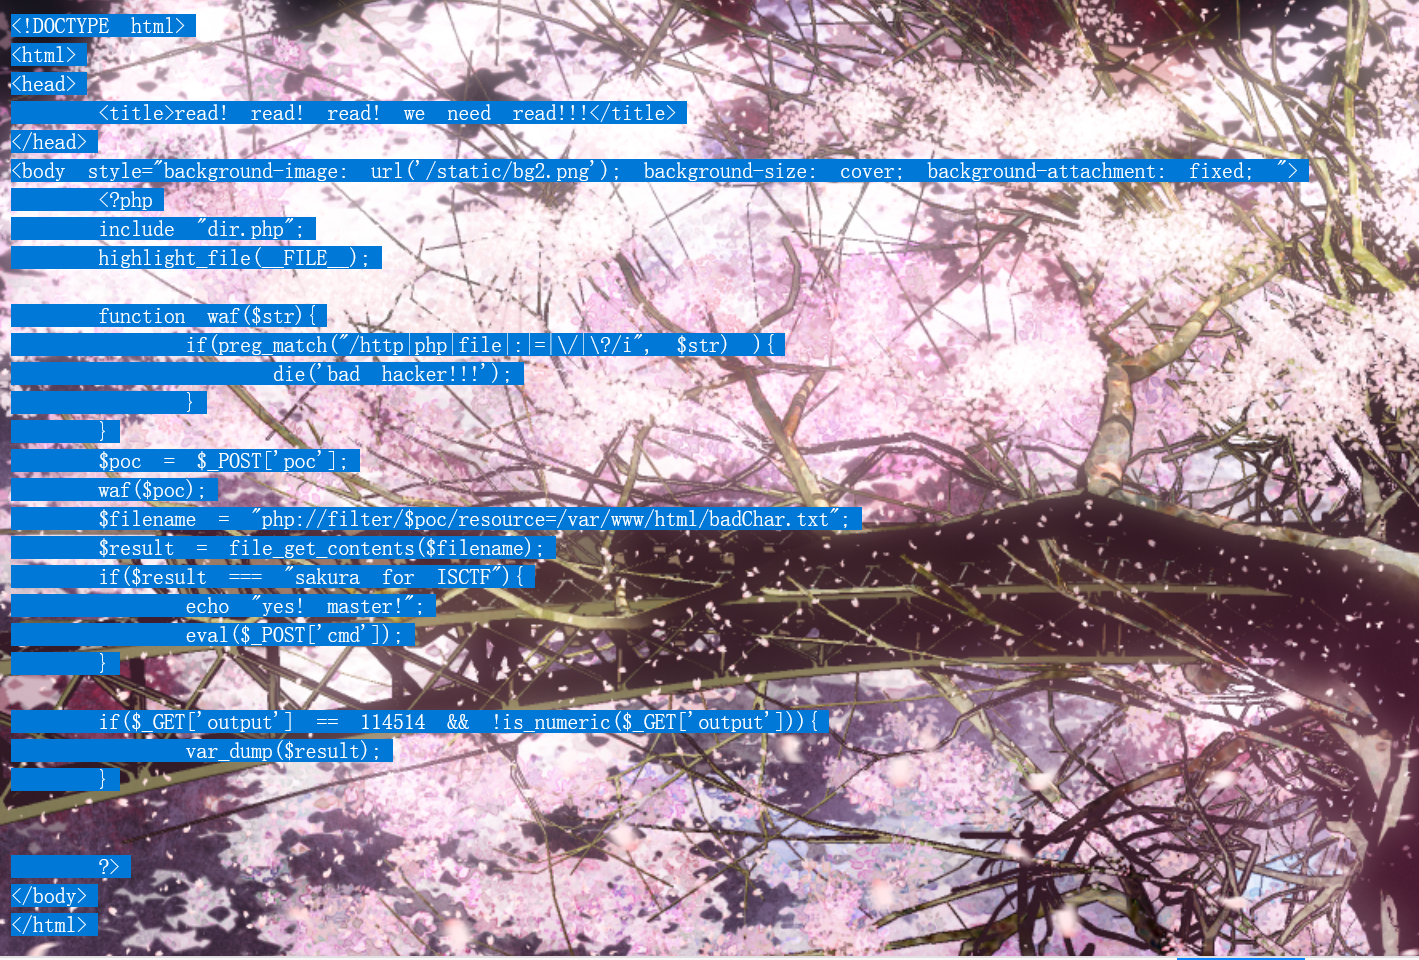 <!DOCTYPE html>
<html>
<head>
<title>read! read! read! we need read!!!</title>
</head>
<body style="background-image: url('/static/bg2.png'); background-size: cover; background-attachment: fixed; ">
<?php
include "dir.php";
highlight_file(__FILE__);
function waf($str){
if(preg_match("/http|php|file|:|=|\/|\?/i", $str) ){
die('bad hacker!!!');
}
}
$poc = $_POST['poc'];
waf($poc);
$filename = "php://filter/$poc/resource=/var/www/html/badChar.txt";
$result = file_get_contents($filename);
if($result === "sakura for ISCTF"){
echo "yes! master!";
eval($_POST['cmd']);
}
if($_GET['output'] == 114514 && !is_numeric($_GET['output'])){
var_dump($result);
}
?>
</body>
</html>